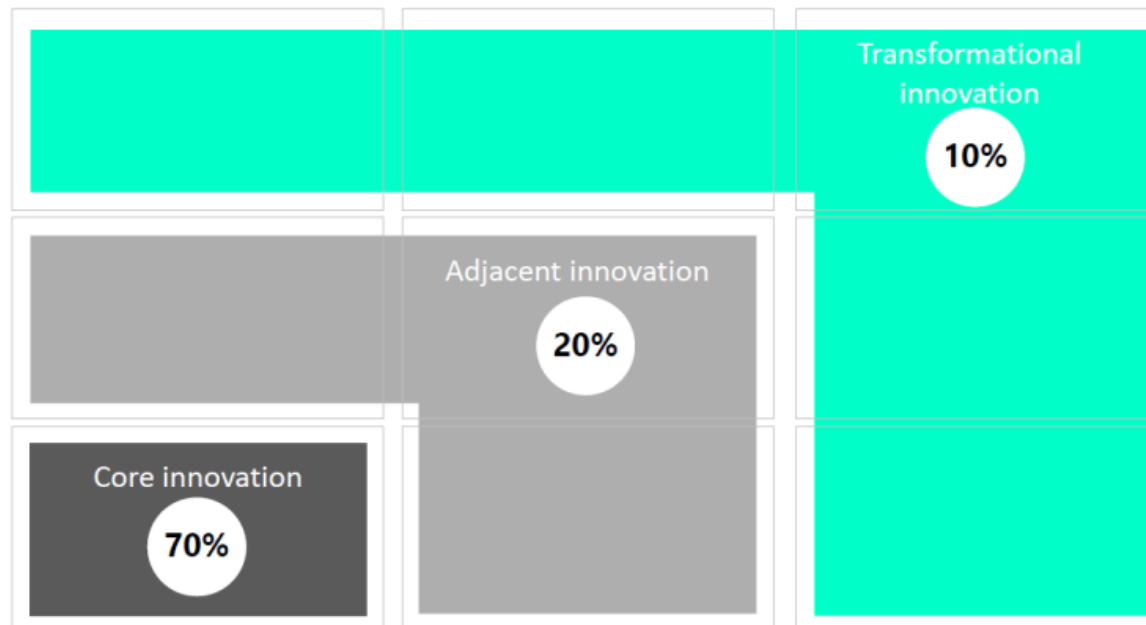 Transformational
innovation
10%
Adjacent innovation
20%
Core innovation
70%